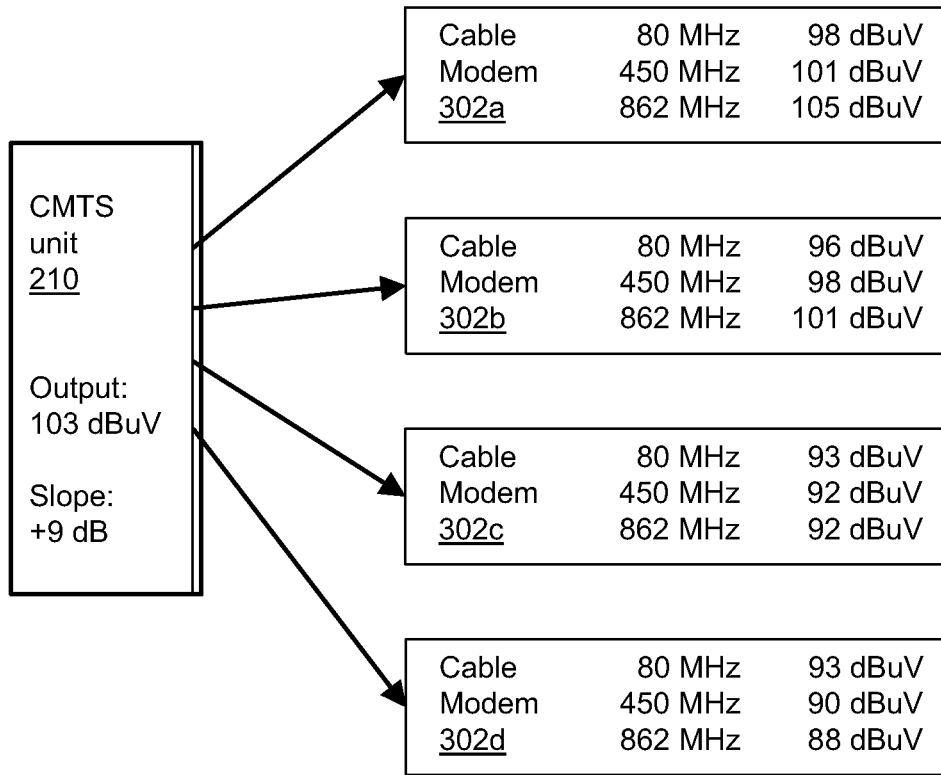 CMTS
unit
210
Output:
103 dBuV
Slope:
+9 dB
Cable 80 MHz 98 dBuV
Modem 450 MHz 101 dBuV
302a 862 MHz 105 dBuV
Cable 80 MHz 96 dBuV
Modem 450 MHz 98 dBuV
302b 862 MHz 101 dBuV
Cable 80 MHz 93 dBuV
Modem 450 MHz 92 dBuV
302c 862 MHz 92 dBuV
Cable 80 MHz 93 dBuV
Modem 450 MHz 90 dBuV
302d 862 MHz 88 dBuV